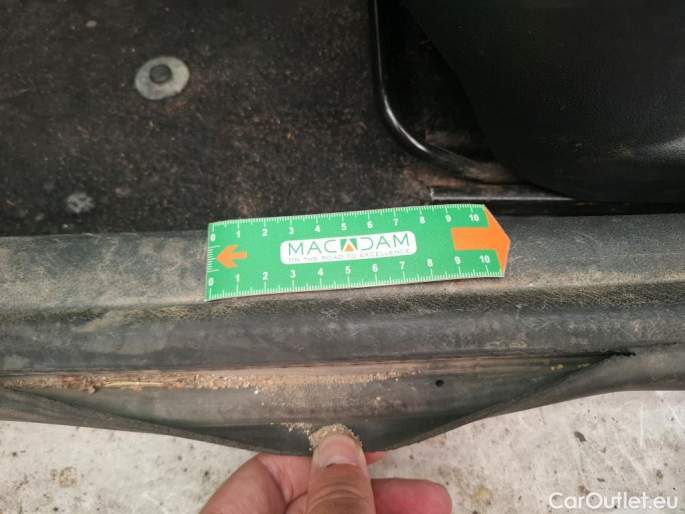 0 1 2 3 4 5 6 7 8 9 10
MACADAM
ON THE ROAD TO EXCELLENCE
0 1 2 3 4 5 6 7 8 9 10
CarOutlet.eu